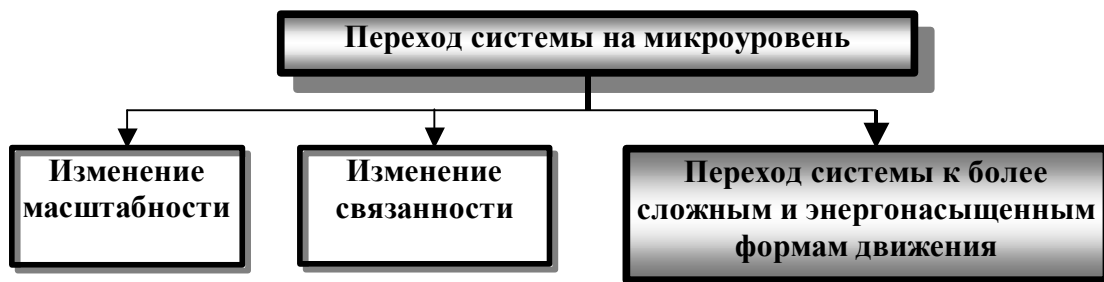 Переход системы на микроуровень
Изменение
масштабности
Изменение
связанности
Переход системы к более
сложным и энергонасыщенным
формам движения